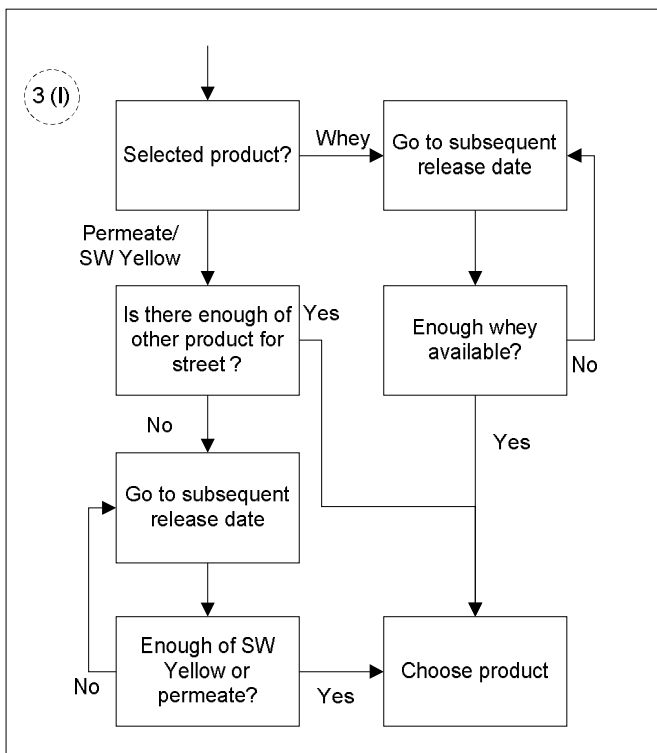 3 (I)
Selected product?
Whey
Go to subsequent
release date
Permeate/
SW Yellow
Is there enough of
other product for
street ?
Yes
Enough whey
available?
No
No
Yes
Go to subsequent
release date
Enough of SW
Yellow or
permeate?
No
Yes
Choose product